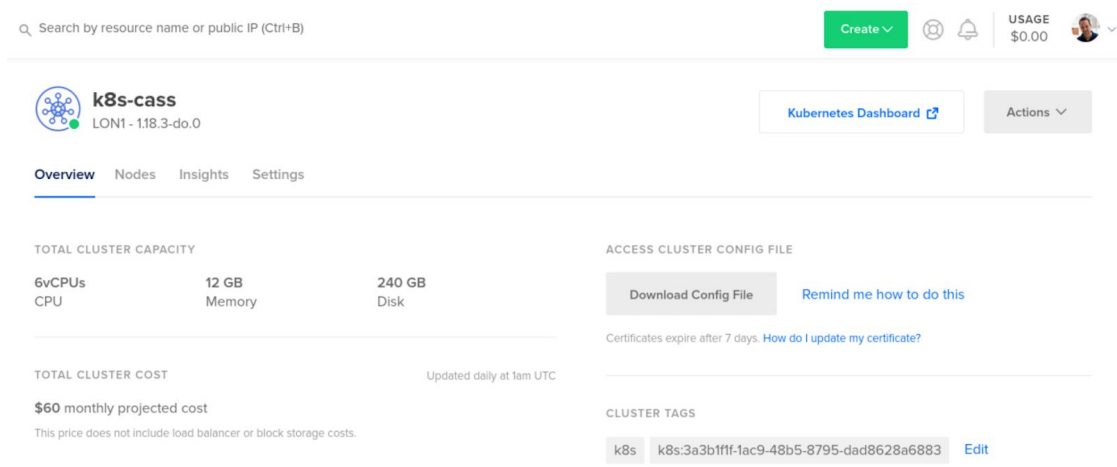 Search by resource name or public IP (Ctrl+B)
Create
USAGE
$0.00
k8s-cass
LON1 - 1.18.3-do.0
Kubernetes Dashboard
Actions
Overview Nodes Insights Settings
TOTAL CLUSTER CAPACITY
6vCPUs 12 GB 240 GB
CPU Memory Disk
TOTAL CLUSTER COST Updated daily at 1am UTC
$60 monthly projected cost
This price does not include load balancer or block storage costs.
ACCESS CLUSTER CONFIG FILE
Download Config File Remind me how to do this
Certificates expire after 7 days. How do I update my certificate?
CLUSTER TAGS
k8s k8s:3a3b1f1f-1ac9-48b5-8795-dad8628a6883 Edit